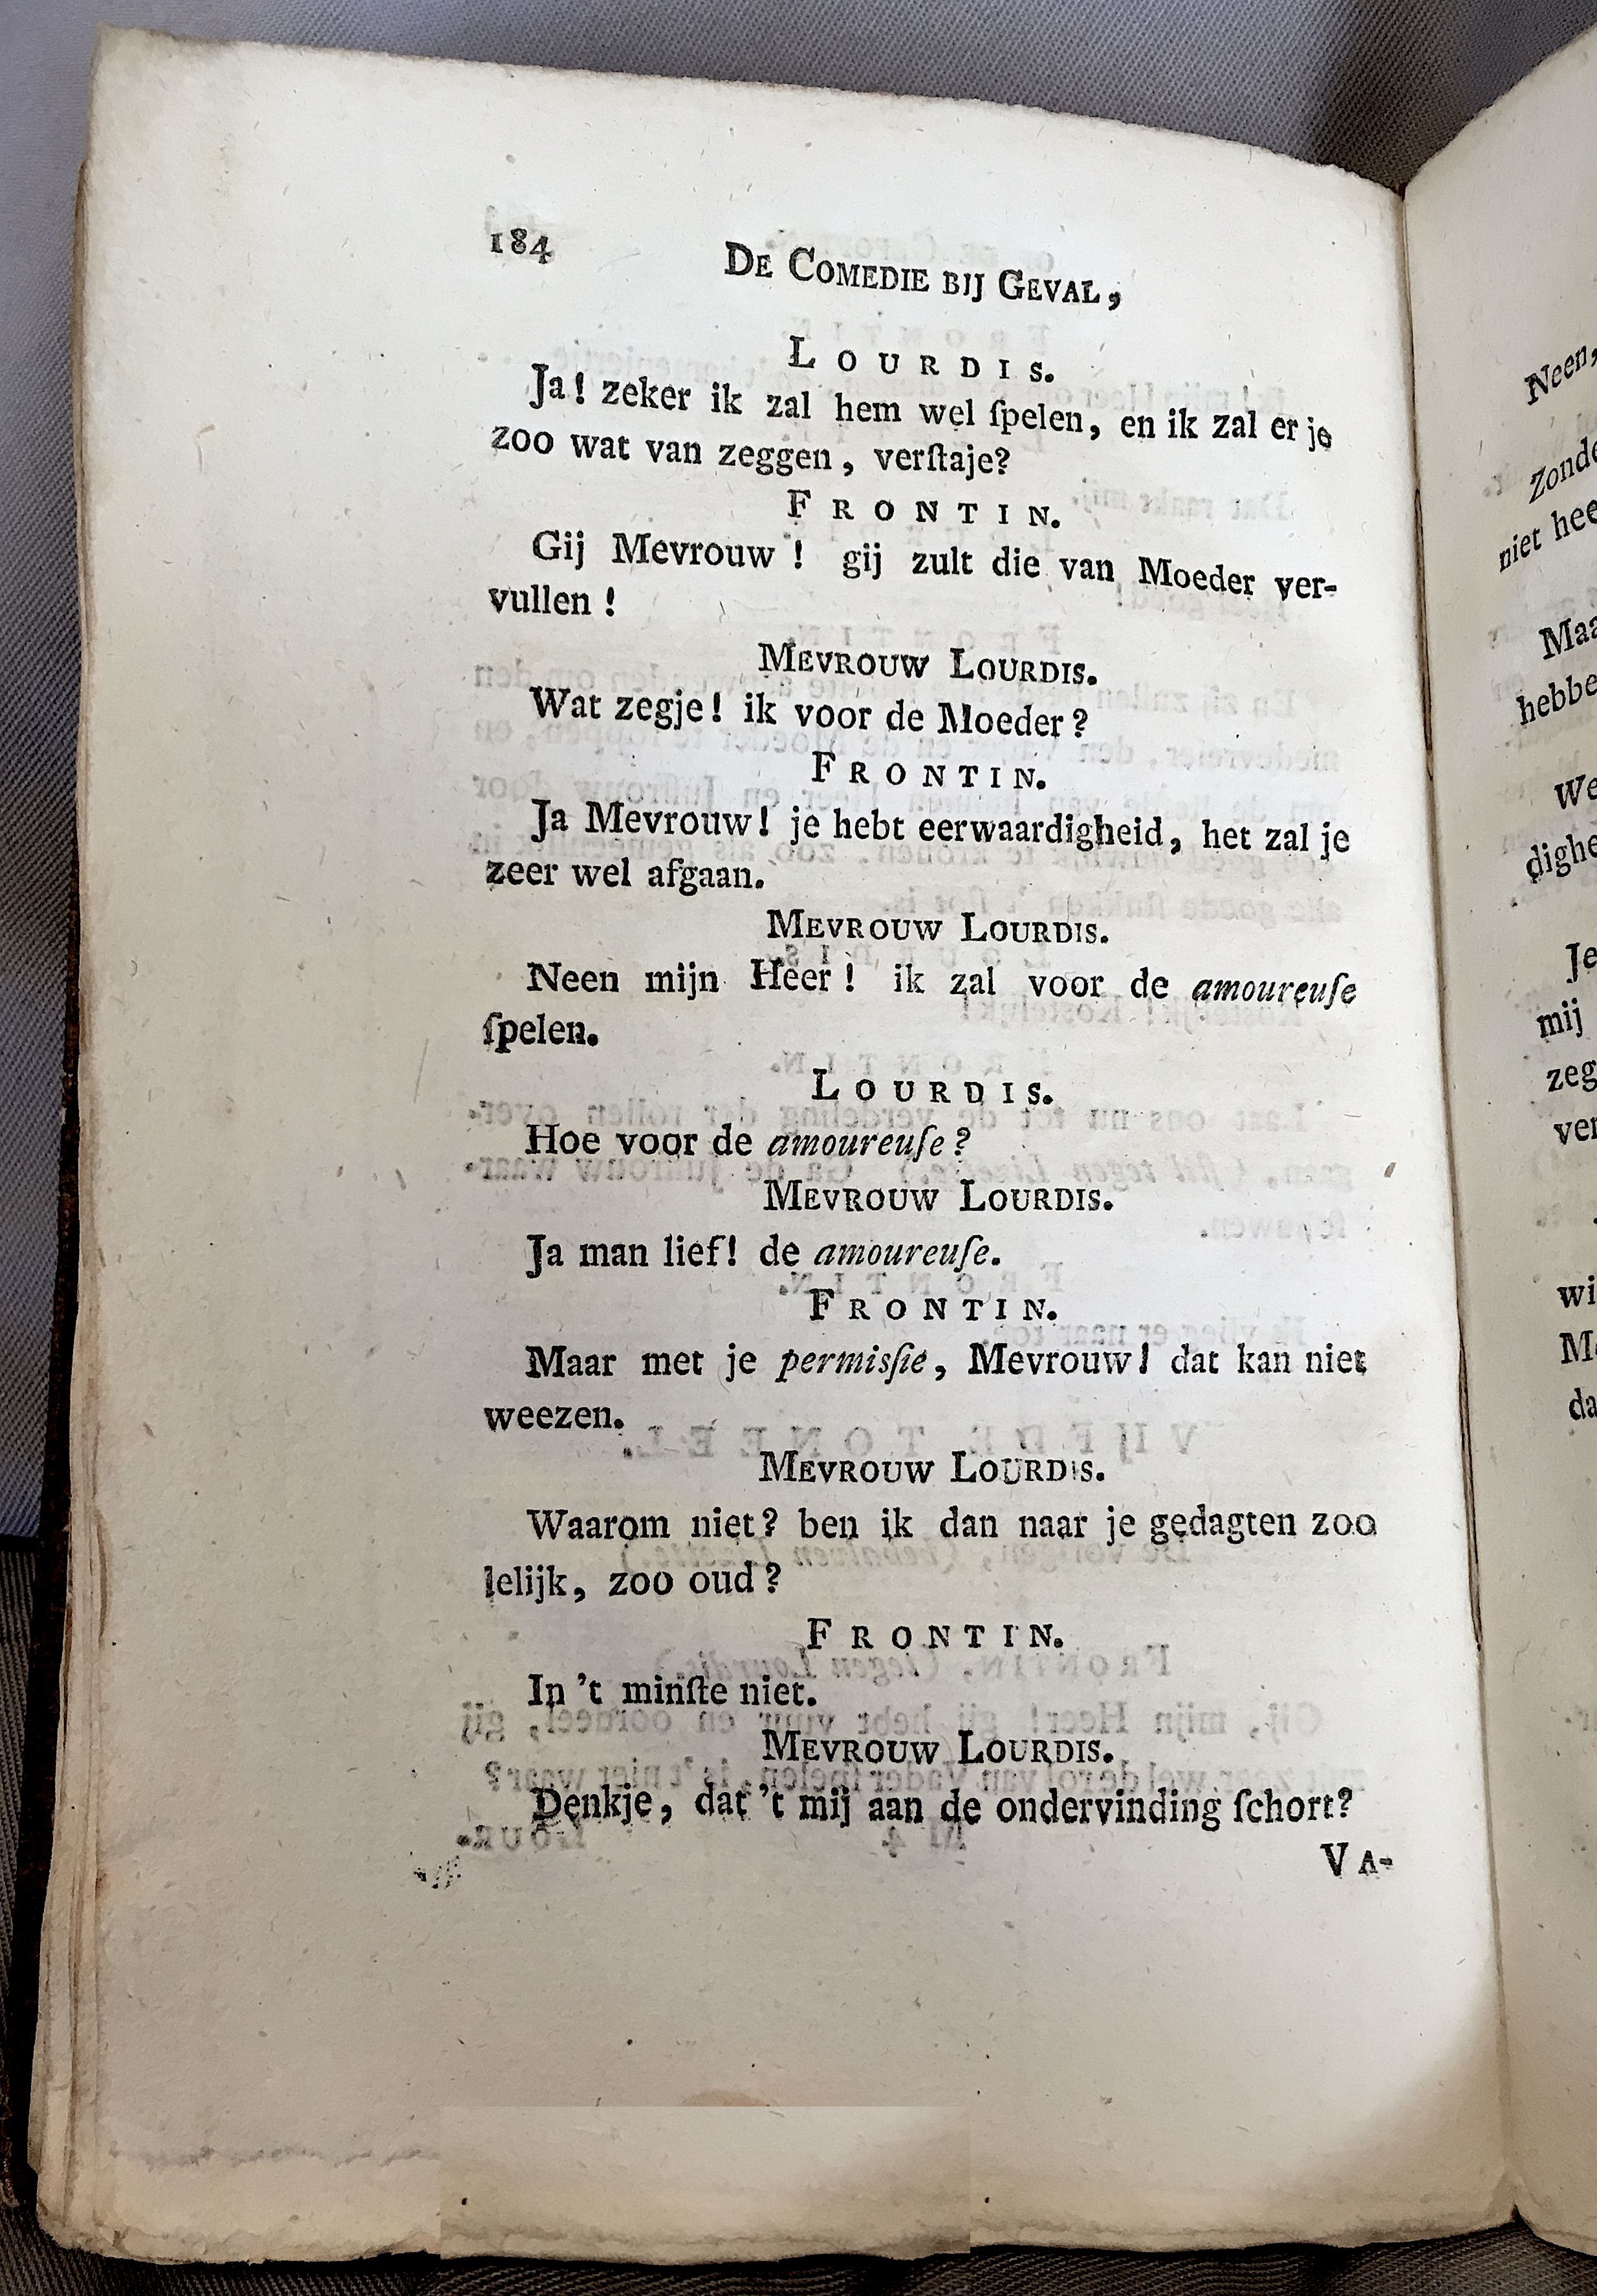 184 DE COMEDIE BIJ GEVAL,
LOURDIS.
Ja! zeker ik zal hem wel ſpelen, en ik zal er je
zoo wat van zeggen, verſtaje?
FRONTIN.
Gij Mevrouw! gij zult die van Moeder ver-
vullen!
MEVROUW LOURDIS.
Wat zegje! ik voor de Moeder?
FRONTIN.
Ja Mevrouw! je hebt eerwaardigheid, het zal je
zeer wel afgaan.
MEVROUW LOURDIS.
Neen mijn Heer! ik zal voor de amoureuſe
ſpelen.
LOURDIS.
Hoe voor de amoureuſe?
MEVROUW LOURDIS.
Ja man lief! de amoureuſe.
FRONTIN.
Maar met je permisſie, Mevrouw! dat kan niet
weezen.
MEVROUW LOURDIS.
Waarom niet? ben ik dan naar je gedagten zoo
lelijk, zoo oud?
FRONTIN.
In 't minſte niet.
MEVROUW LOURDIS.
Denkje, dat 't mij aan de ondervinding ſchort?
VA-
Neen,
niet
mij